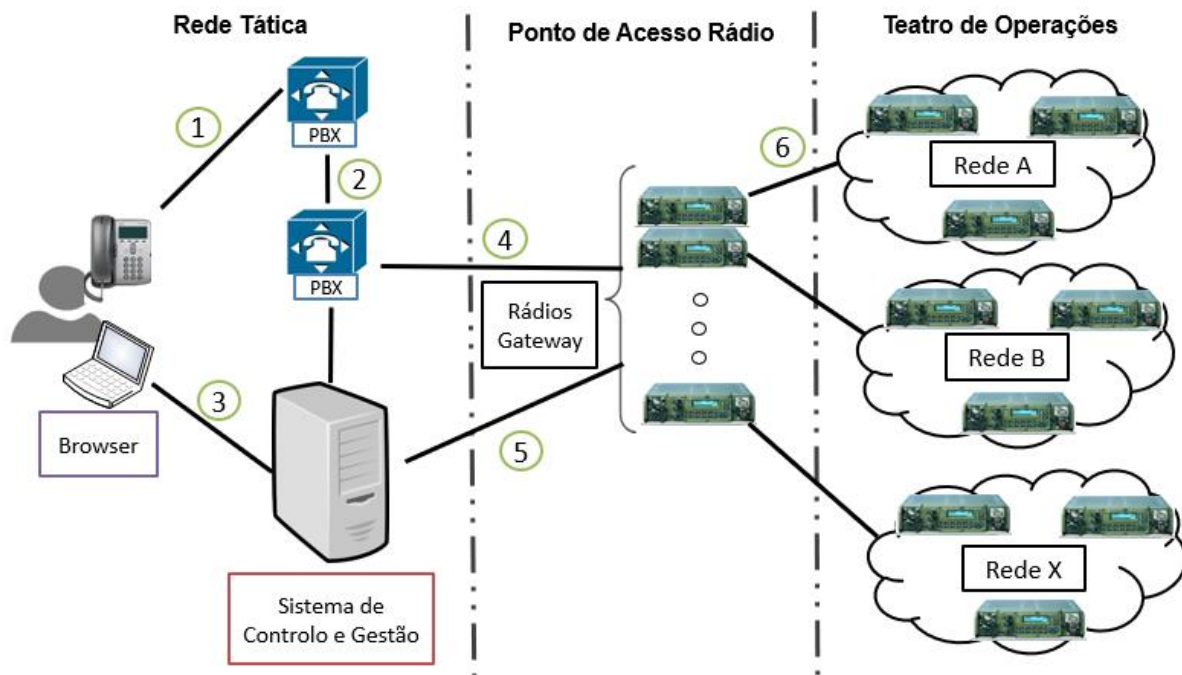 Rede Tática
Ponto de Acesso Rádio
Teatro de Operações
1
PBX
2
PBX
3
Browser
Sistema de
Controlo e Gestão
4
Rádios
Gateway
5
6
Rede A
Rede B
Rede X